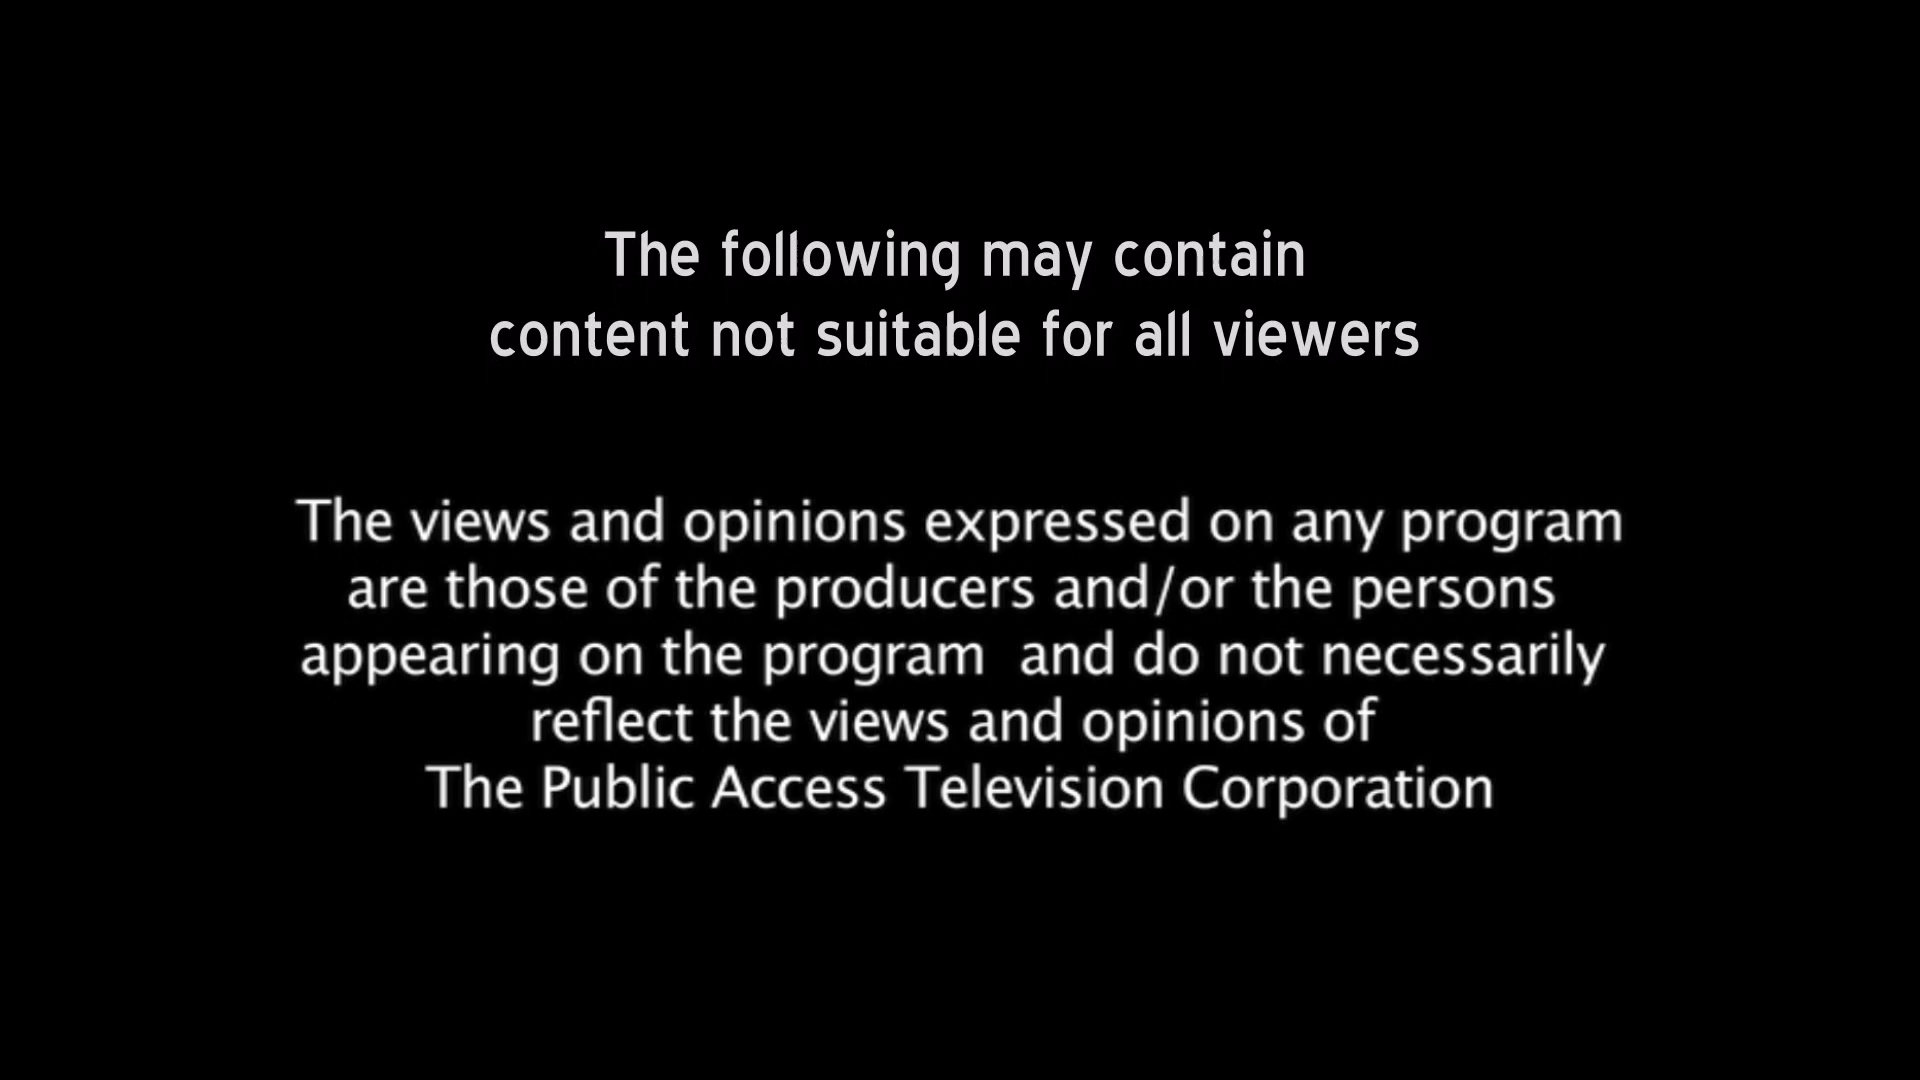 The following may contain
content not suitable for all viewers
The views and opinions expressed on any program
are those of the producers and/or the persons
appearing on the program  and do not necessarily
reflect the views and opinions of
The Public Access Television Corporation